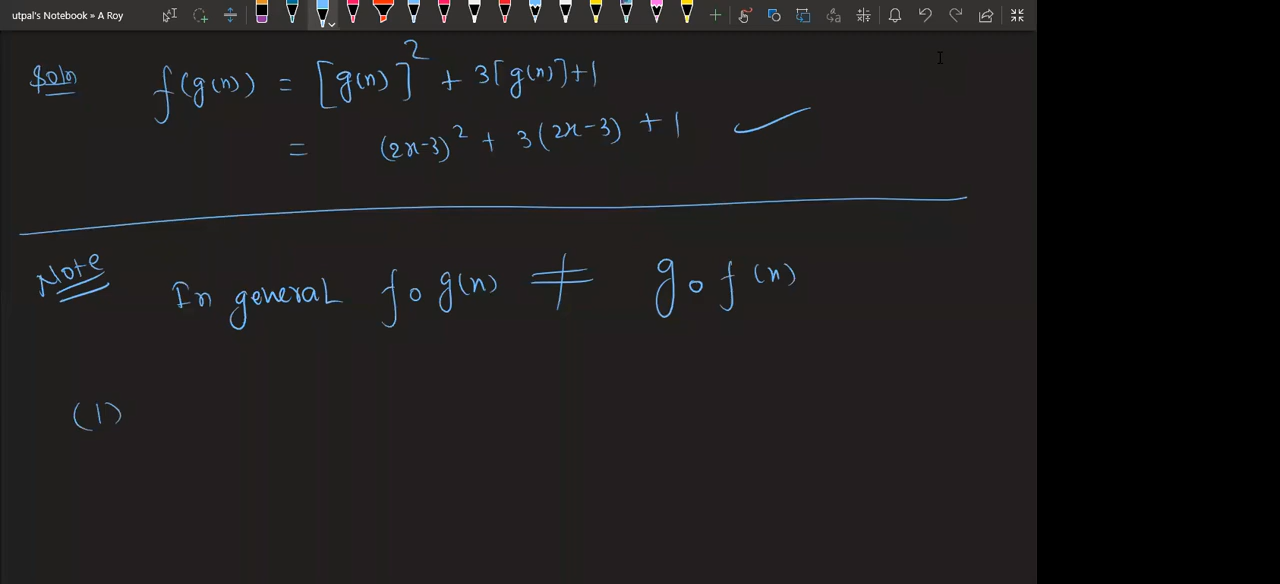 utpal's Notebook » A Roy
Soln f(g(x)) = [g(x)]² + 3[g(x)]+1
= (2x-3)² + 3(2x-3) + 1
Note In general f o g(x) ≠ g o f(x)
(1)